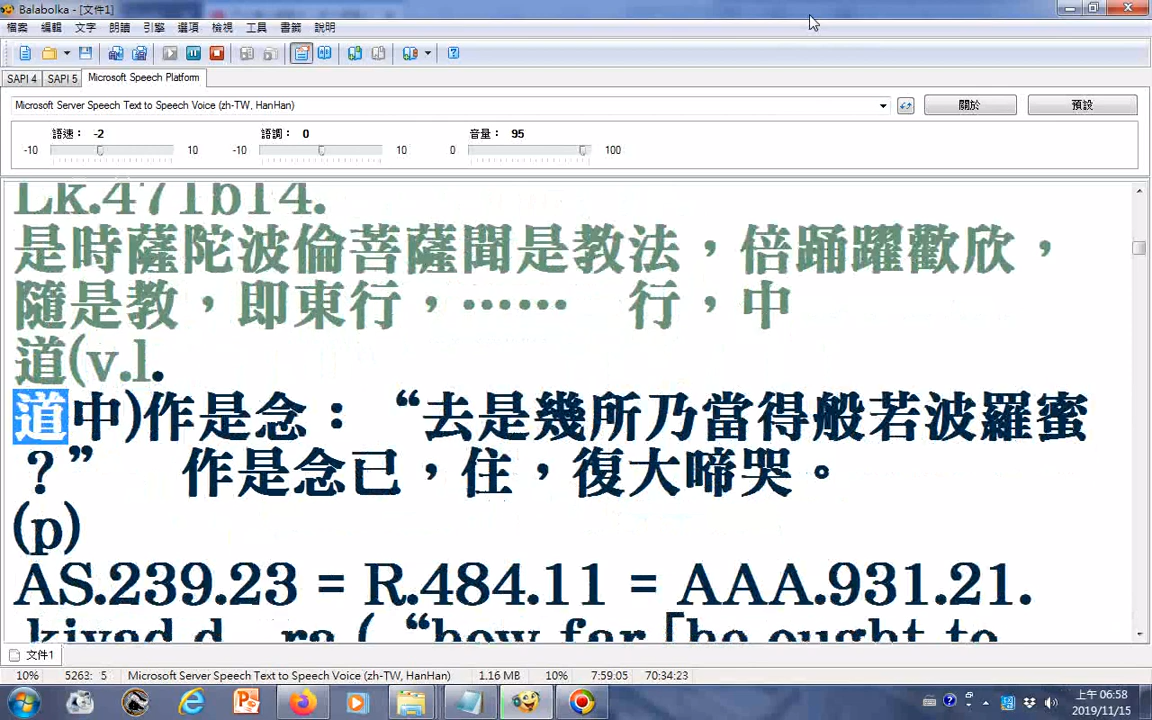 Balabolka - [文件1]
檔案 編輯 文字 朗讀 引擎 選項 檢視 工具 書籤 說明
SAPI 4 SAPI 5 Microsoft Speech Platform
Microsoft Server Speech Text to Speech Voice (zh-TW, HanHan) 關於 預設
語速： -2 語調： 0 音量： 95
-10 10 -10 10 0 100
Lk.471b14.
是時薩陀波倫菩薩聞是教法，倍踊躍歡欣，
隨是教，即東行，…… 行，中
道(v.l.
道中)作是念：“去是幾所乃當得般若波羅蜜
？” 作是念已，住，復大啼哭。
(p)
AS.239.23 = R.484.11 = AAA.931.21.
(“how far [he ought to
文件1
10% 5263: 5 Microsoft Server Speech Text to Speech Voice (zh-TW, HanHan) 1.16 MB 10% 7:59:05 70:34:23
上午 06:58
2019/11/15